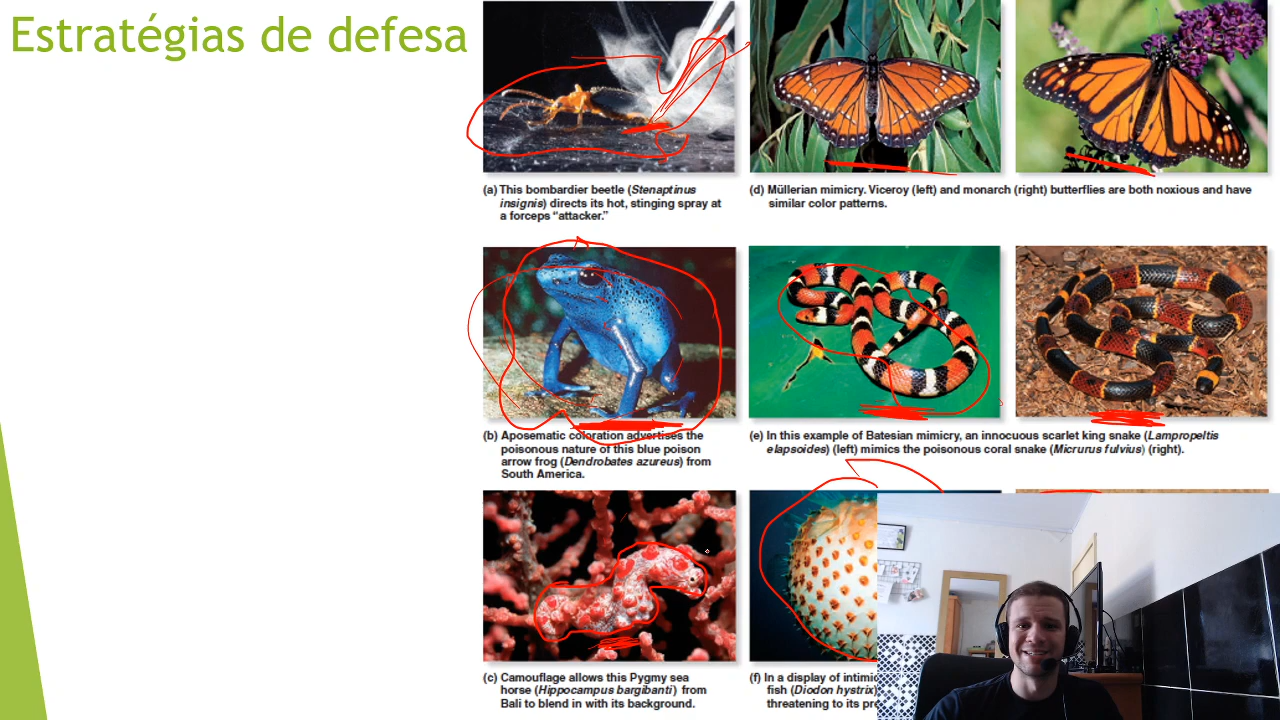 Estratégias de defesa
(a) This bombardier beetle (Stenaptinus
insignis) directs its hot, stinging spray at
a forceps “attacker.”
(d) Müllerian mimicry. Viceroy (left) and monarch (right) butterflies are both noxious and have
similar color patterns.
(b) Aposematic coloration advertises the
poisonous nature of this blue poison
arrow frog (Dendrobates azureus) from
South America.
(e) In this example of Batesian mimicry, an innocuous scarlet king snake (Lampropeltis
elapsoides) (left) mimics the poisonous coral snake (Micrurus fulvius) (right).
(c) Camouflage allows this Pygmy sea
horse (Hippocampus bargibanti) from
Bali to blend in with its background.
(f) In a display of
fish (Diodon hystrix)
threatening to its